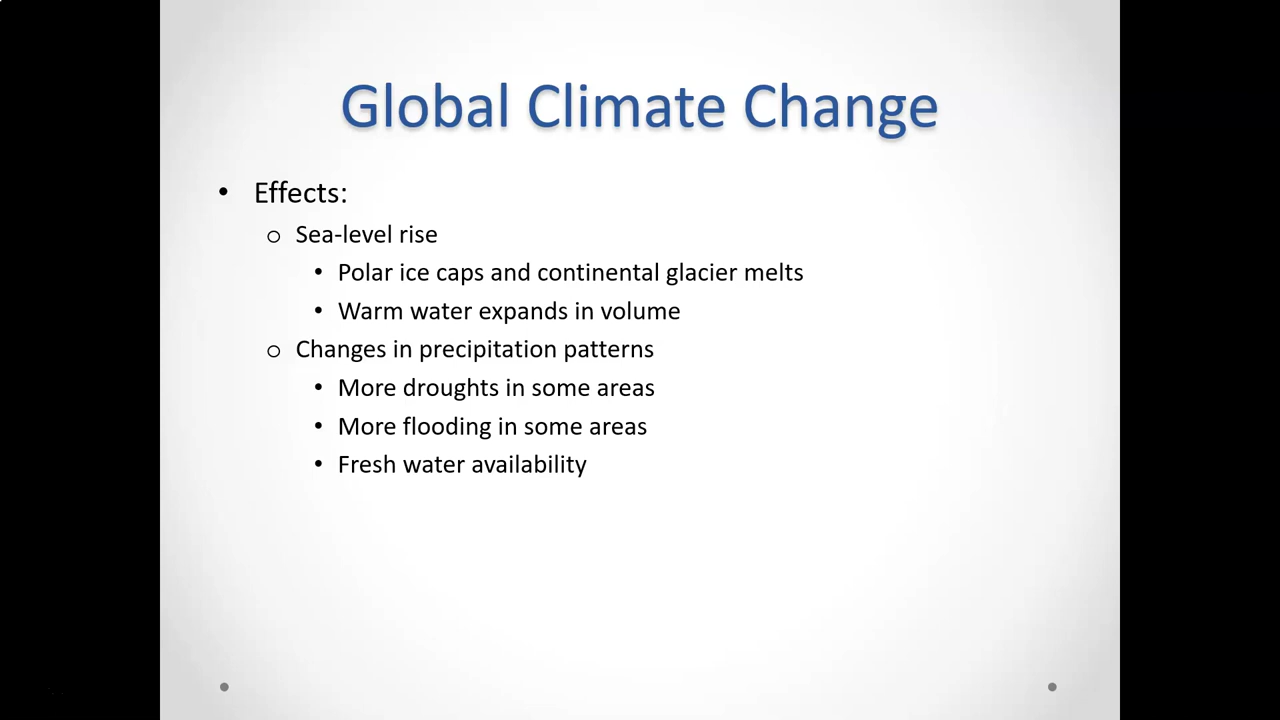 Global Climate Change
• Effects:
o Sea-level rise
• Polar ice caps and continental glacier melts
• Warm water expands in volume
o Changes in precipitation patterns
• More droughts in some areas
• More flooding in some areas
• Fresh water availability